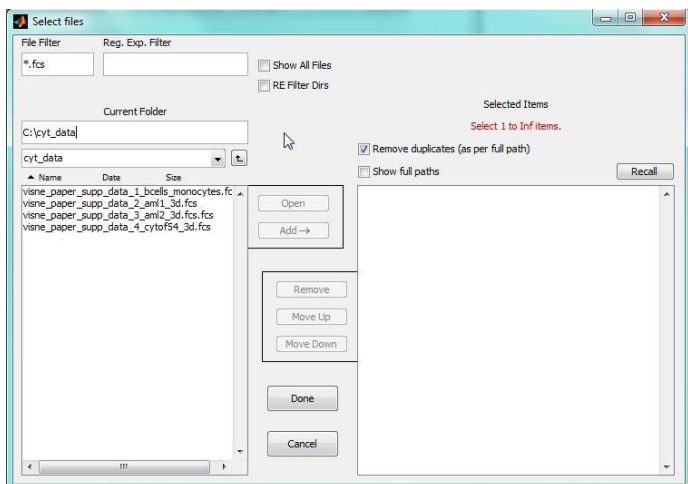 Select files
File Filter
Reg. Exp. Filter
*.fcs
Show All Files
RE Filter Dirs
Current Folder
C:\cyt_data
cyt_data
Name Date Size
visne_paper_supp_data_1_bcells_monocytes.fc
visne_paper_supp_data_2_aml1_3d.fcs
visne_paper_supp_data_3_aml2_3d.fcs.fcs
visne_paper_supp_data_4_cytof54_3d.fcs
Open
Add →
Remove
Move Up
Move Down
Done
Cancel
Selected Items
Select 1 to Inf items.
Remove duplicates (as per full path)
Show full paths
Recall